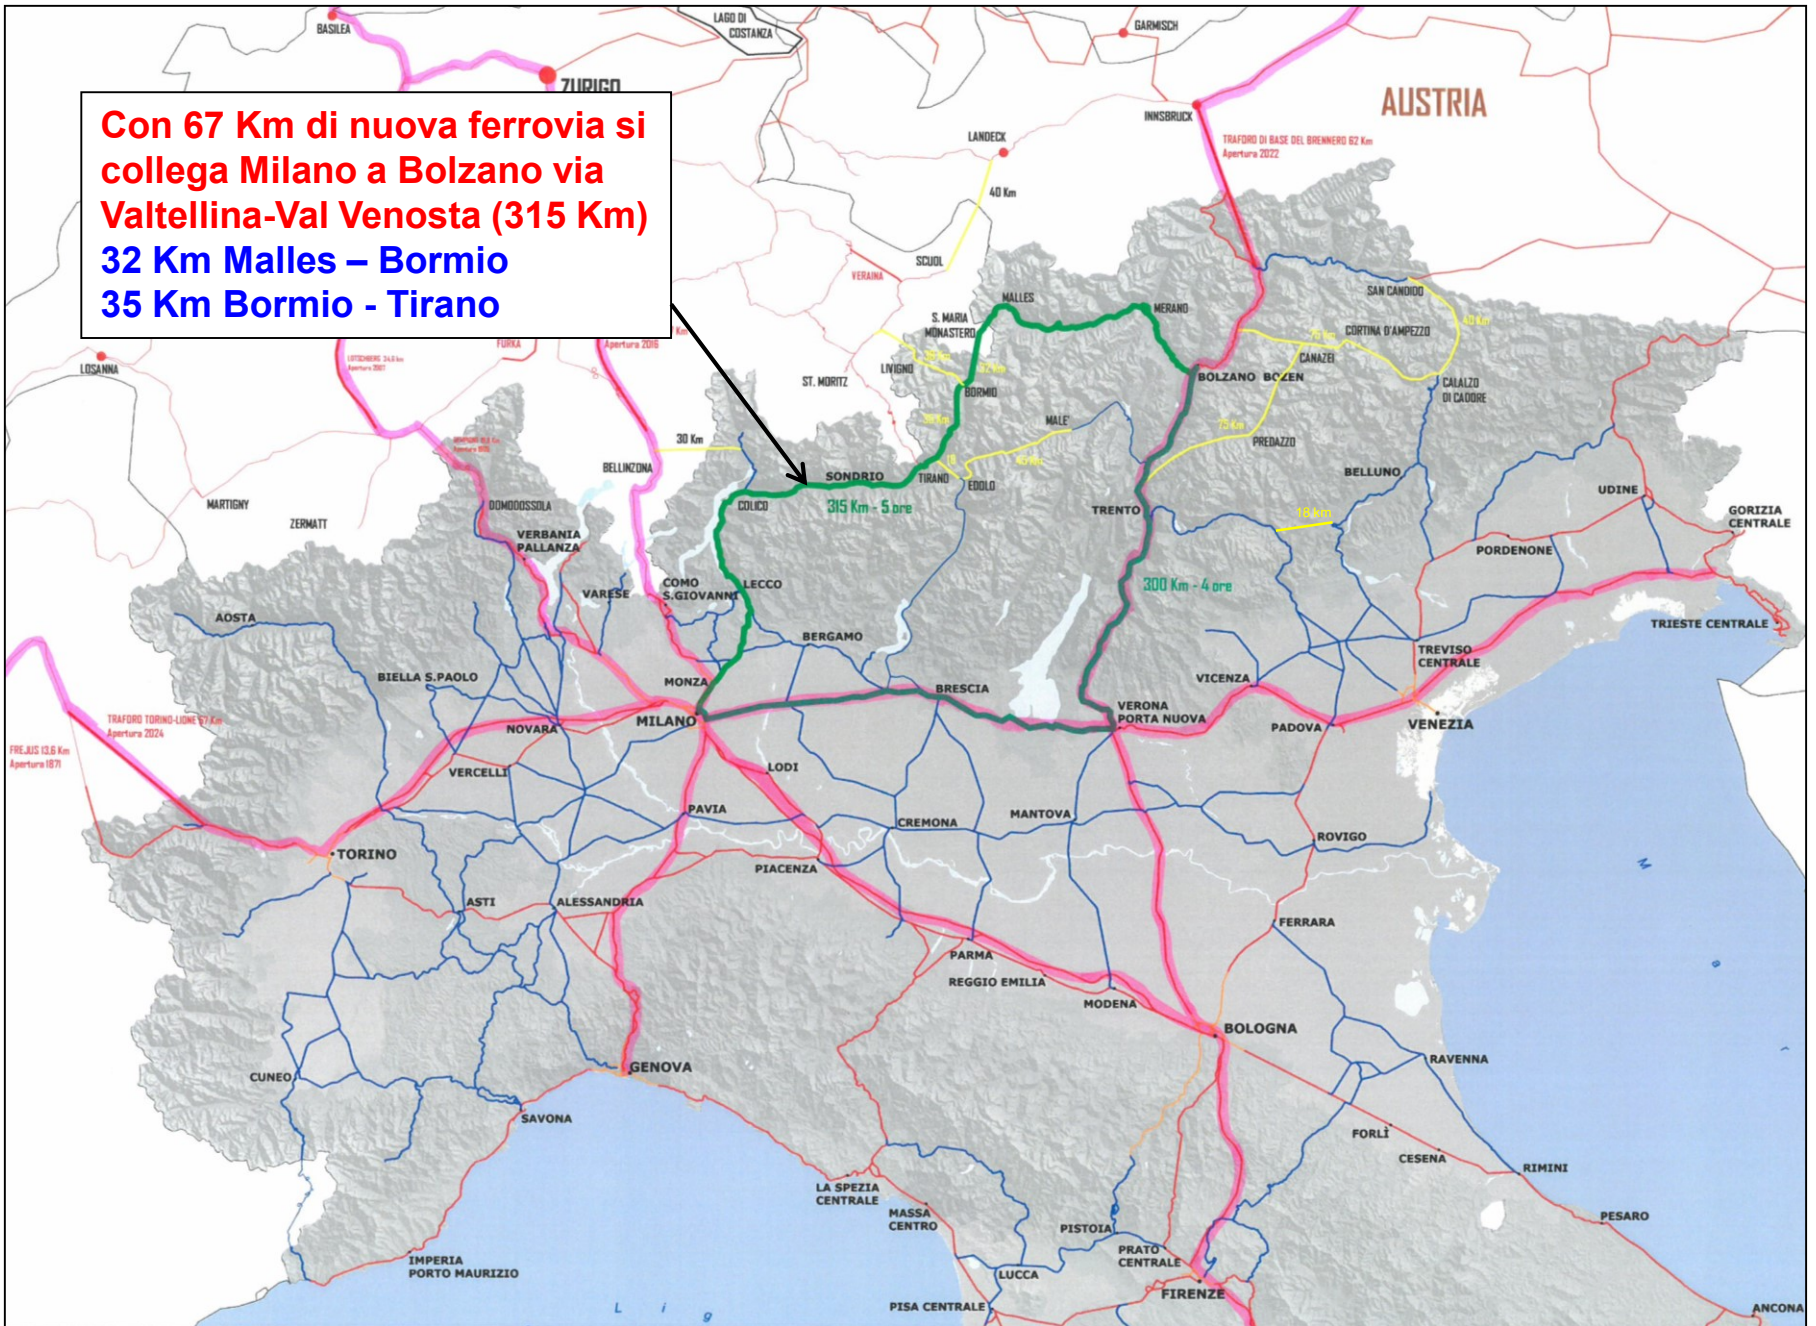 BASILEA
LAGO DI
COSTANZA
GARMISCH
ZURIGO
AUSTRIA
INNSBRUCK
TRAFORO DI BASE DEL BRENNERO 62 Km
Apertura 2022
LANDECK
40 Km
Con 67 Km di nuova ferrovia si
collega Milano a Bolzano via
Valtellina-Val Venosta (315 Km)
32 Km Malles – Bormio
35 Km Bormio - Tirano
SCUOL
VERAINA
SAN CANDIDO
MALLES
MERANO
S. MARIA
MONASTERO
40 Km
CORTINA D'AMPEZZO
CANAZEI
Apertura 2016
FURKA
LOSANNA
Apertura 2007
LIVIGNO
ST. MORITZ
BORMIO
BOLZANO BOZEN
CALALZO
DI CADORE
MALE'
75 Km
PREDAZZO
30 Km
BELLINZONA
BELLUNO
SONDRIO
TIRANO
EDOLO
MARTIGNY
ZERMATT
DOMODOSSOLA
COLICO
315 Km - 5 ore
TRENTO
18 km
UDINE
GORIZIA
CENTRALE
VERBANIA
PALLANZA
PORDENONE
COMO
S.GIOVANNI
LECCO
VARESE
300 Km - 4 ore
AOSTA
BERGAMO
TRIESTE CENTRALE
TREVISO
CENTRALE
BIELLA S.PAOLO
MONZA
BRESCIA
VICENZA
VERONA
PORTA NUOVA
TRAFORO TORINO-LIONE 57 Km
Apertura 2024
NOVARA
MILANO
PADOVA
VENEZIA
FREJUS 13,6 Km
Apertura 1871
VERCELLI
LODI
PAVIA
CREMONA
MANTOVA
ROVIGO
TORINO
PIACENZA
ASTI
ALESSANDRIA
FERRARA
PARMA
REGGIO EMILIA
MODENA
BOLOGNA
RAVENNA
CUNEO
GENOVA
SAVONA
FORLÌ
CESENA
RIMINI
LA SPEZIA
CENTRALE
MASSA
CENTRO
PISTOIA
PESARO
PRATO
CENTRALE
IMPERIA
PORTO MAURIZIO
LUCCA
FIRENZE
PISA CENTRALE
ANCONA
M a r
L i g